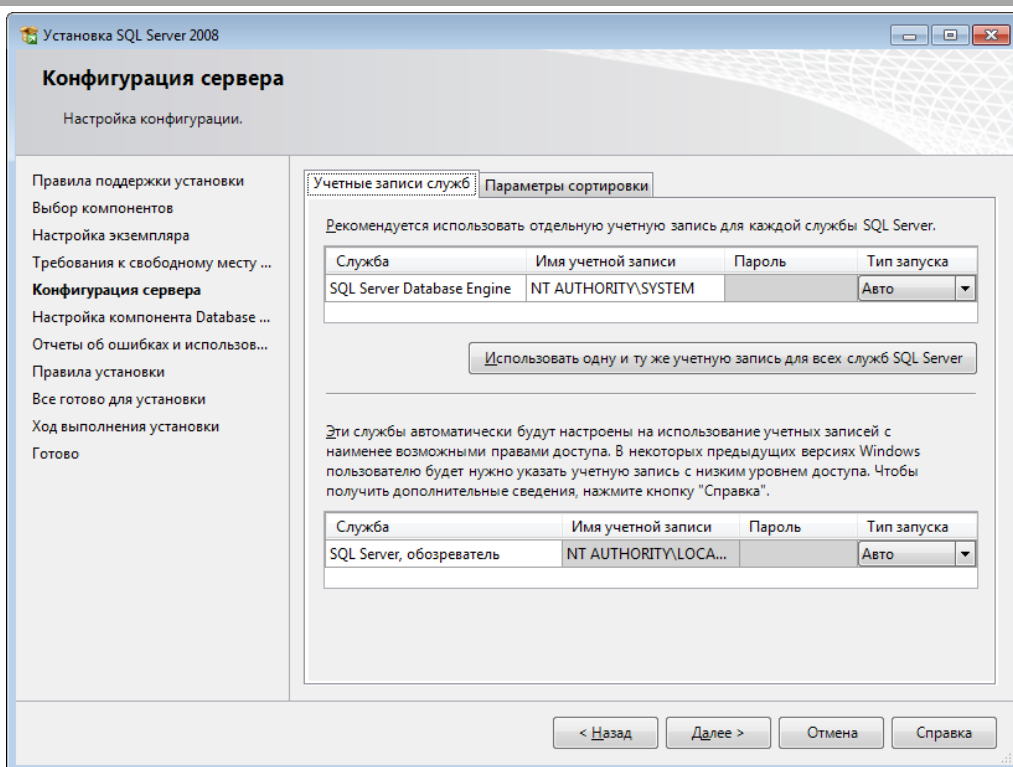 Установка SQL Server 2008
Конфигурация сервера
Настройка конфигурации.
Правила поддержки установки
Выбор компонентов
Настройка экземпляра
Требования к свободному месту ...
Конфигурация сервера
Настройка компонента Database ...
Отчеты об ошибках и использов...
Правила установки
Все готово для установки
Ход выполнения установки
Готово
Учетные записи служб Параметры сортировки
Рекомендуется использовать отдельную учетную запись для каждой службы SQL Server.
Служба Имя учетной записи Пароль Тип запуска
SQL Server Database Engine NT AUTHORITY\SYSTEM Авто
Использовать одну и ту же учетную запись для всех служб SQL Server
Эти службы автоматически будут настроены на использование учетных записей с
наименее возможными правами доступа. В некоторых предыдущих версиях Windows
пользователю будет нужно указать учетную запись с низким уровнем доступа. Чтобы
получить дополнительные сведения, нажмите кнопку "Справка".
Служба Имя учетной записи Пароль Тип запуска
SQL Server, обозреватель NT AUTHORITY\LOCA... Авто
< Назад Далее > Отмена Справка